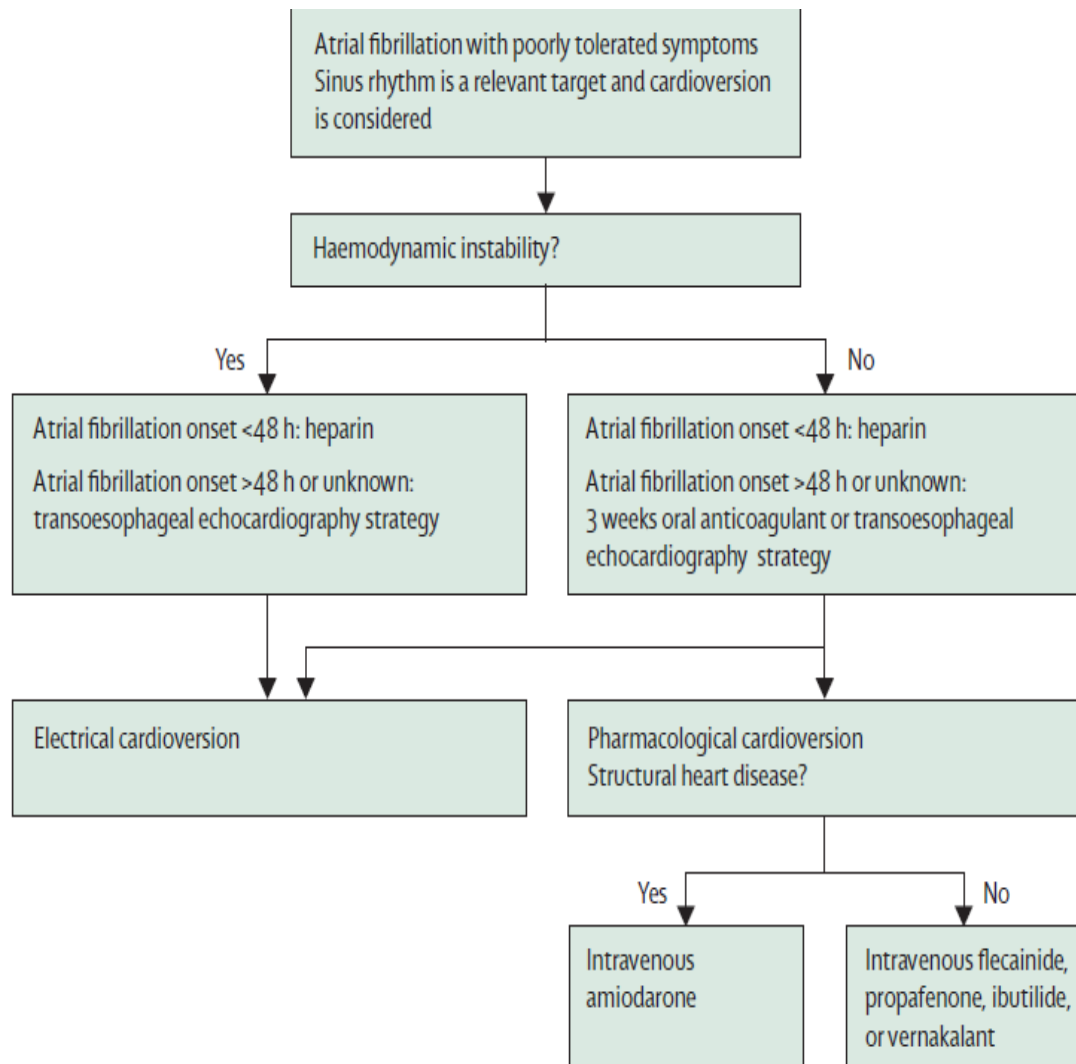 Atrial fibrillation with poorly tolerated symptoms
Sinus rhythm is a relevant target and cardioversion
is considered
Haemodynamic instability?
Yes
No
Atrial fibrillation onset <48 h: heparin
Atrial fibrillation onset >48 h or unknown:
transoesophageal echocardiography strategy
Atrial fibrillation onset <48 h: heparin
Atrial fibrillation onset >48 h or unknown:
3 weeks oral anticoagulant or transoesophageal
echocardiography strategy
Electrical cardioversion
Pharmacological cardioversion
Structural heart disease?
Yes
No
Intravenous
amiodarone
Intravenous flecainide,
propafenone, ibutilide,
or vernakalant